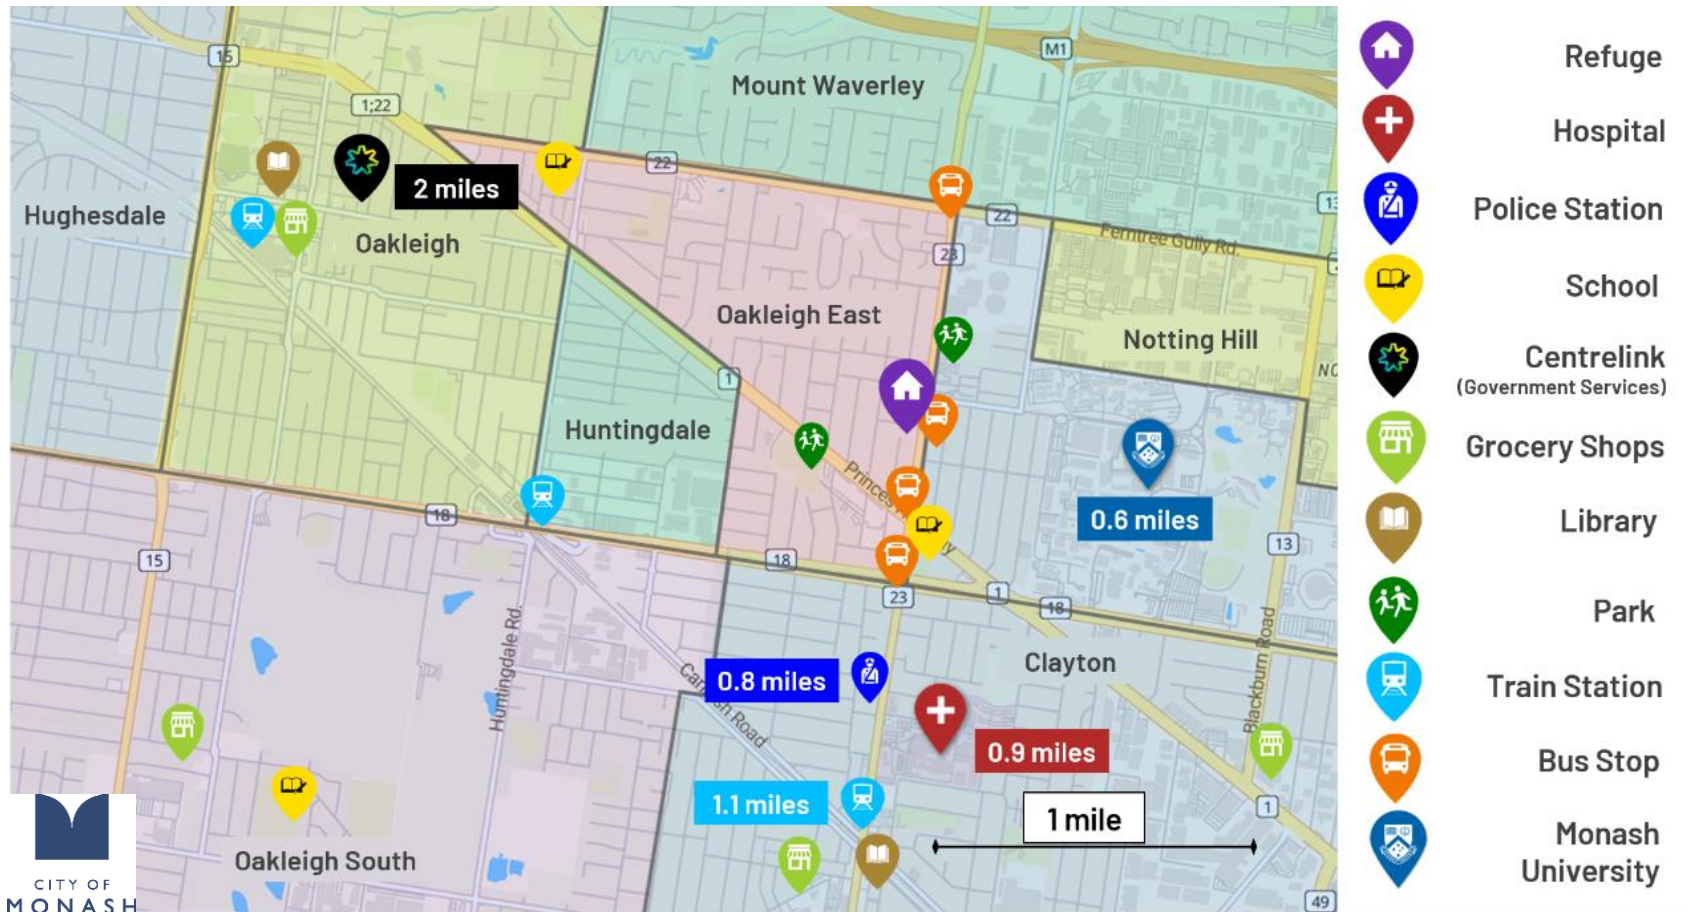 15
M1
Mount Waverley
1;22
2 miles
22
13
Hughesdale
Oakleigh
22
Ferntree Gully Rd.
23
Oakleigh East
Notting Hill
1
Huntingdale
Princes
18
0.6 miles
15
18
13
23
1
18
Huntingdale Rd.
Blackburn Road
Clayton
0.8 miles
Road
0.9 miles
1.1 miles
1 mile
1
Oakleigh South
49
CITY OF
MONASH
Refuge
Hospital
Police Station
School
Centrelink
(Government Services)
Grocery Shops
Library
Park
Train Station
Bus Stop
Monash
University